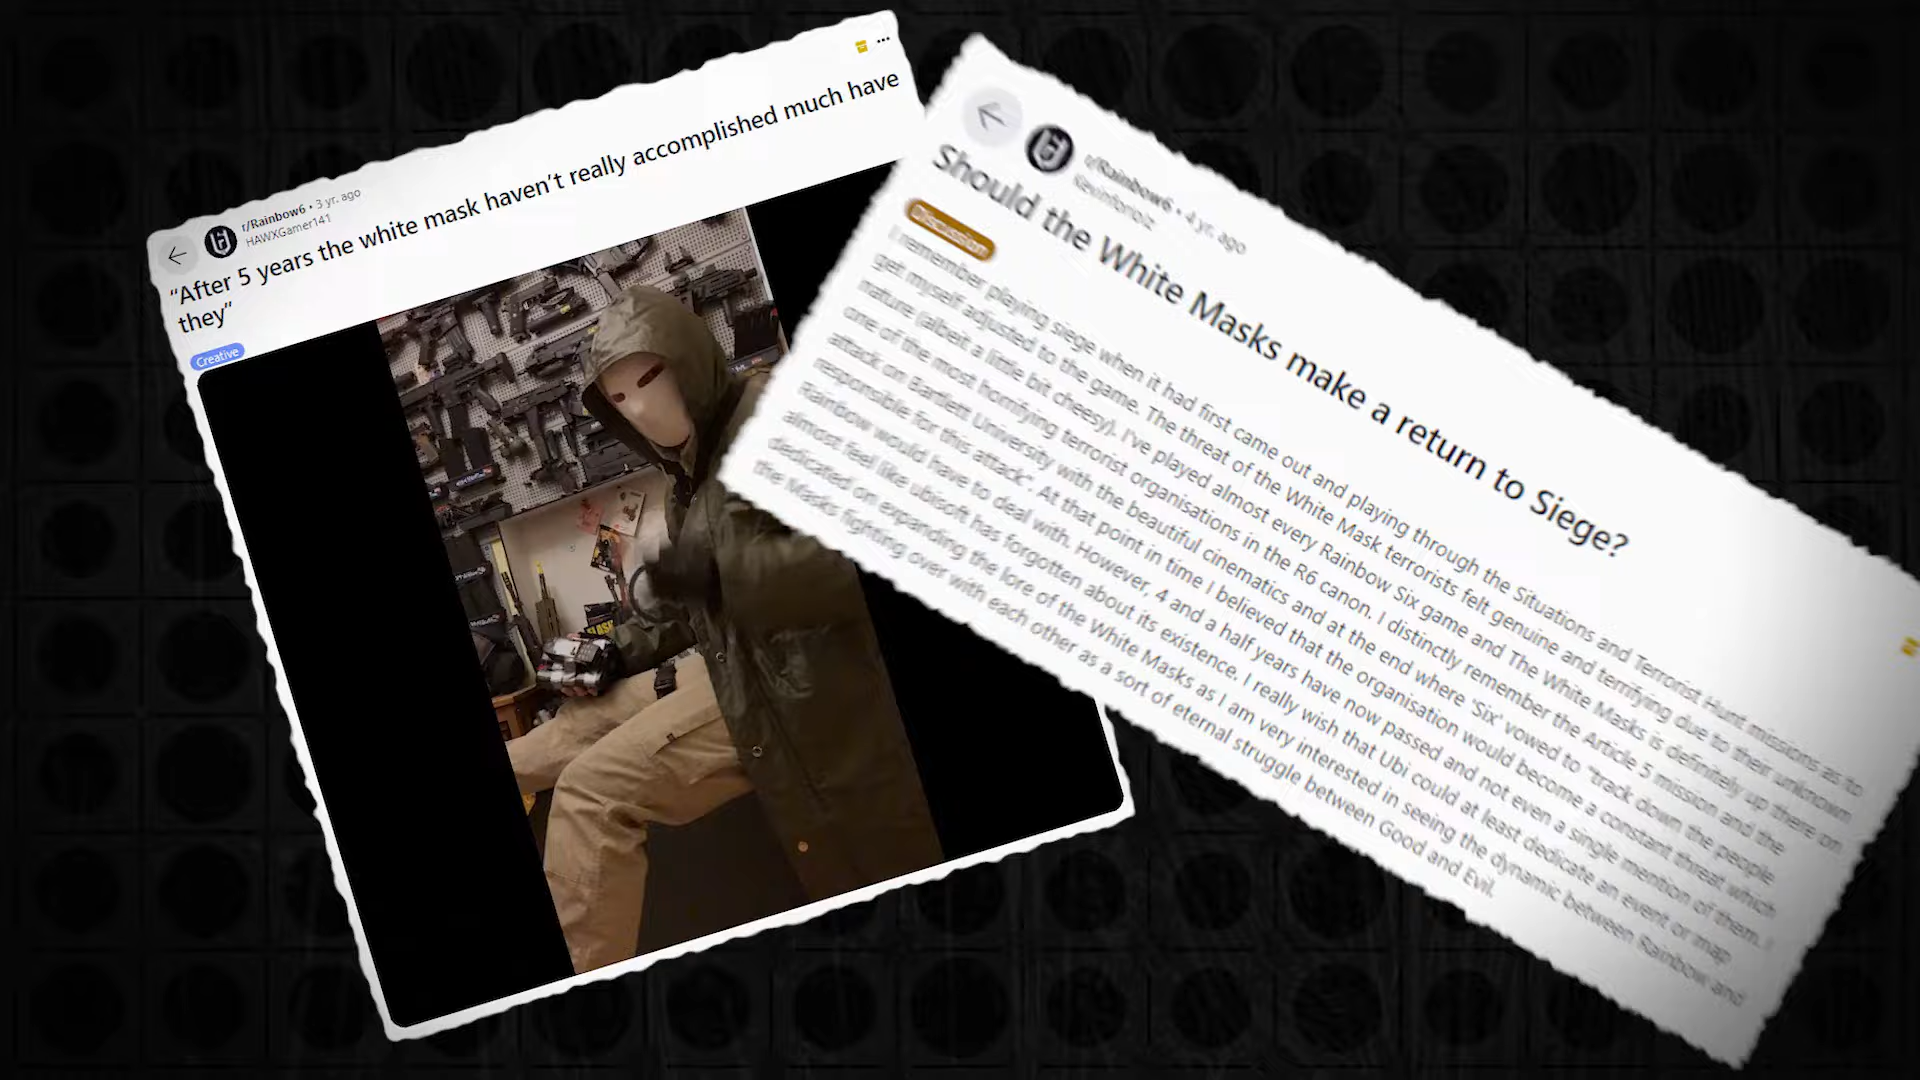 r/Rainbow6 • 3 yr. ago
HAWXGamer141
“After 5 years the white mask haven’t really accomplished much have
they”
Creative
FLASH
r/Rainbow6 • 4 yr. ago
Should the White Masks make a return to Siege?
Discussion
I remember playing siege when it had first came out and playing through the Situations and Terrorist Hunt missions as to
get myself adjusted to the game. The threat of the White Mask terrorists felt genuine and terrifying due to their unknown
nature (albeit a little bit cheesy). I've played almost every Rainbow Six game and The White Masks is definitely up there on
one of the most horrifying terrorist organisations in the R6 canon. I distinctly remember the Article 5 mission and the
attack on Bartlett University with the beautiful cinematics and at the end where 'Six' vowed to "track down the people
responsible for this attack". At that point in time I believed that the organisation would become a constant threat which
Rainbow would have to deal with. However, 4 and a half years have now passed and not even a single mention of them. I
almost feel like ubisoft has forgotten about its existence. I really wish that Ubi could at least dedicate an event or map
dedicated on expanding the lore of the White Masks as I am very interested in seeing the dynamic between Rainbow and
the Masks fighting over with each other as a sort of eternal struggle between Good and Evil.